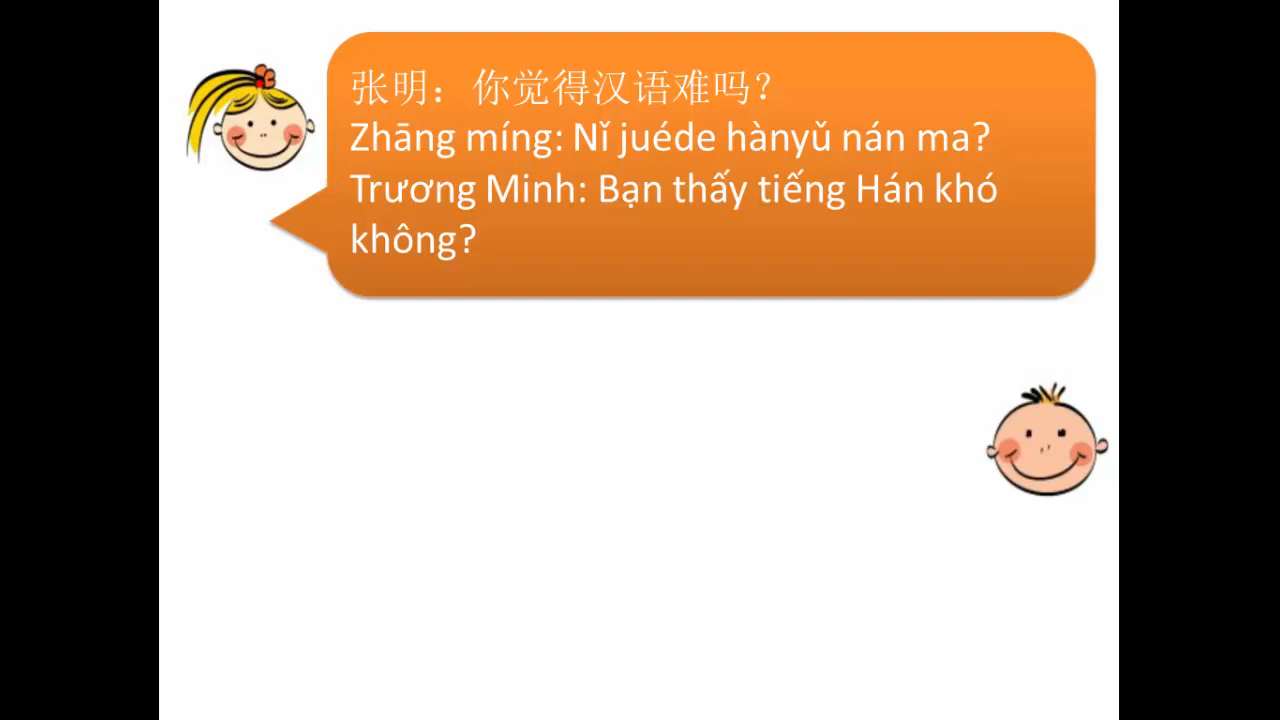 张明：你觉得汉语难吗？
Zhāng míng: Nǐ juéde hànyǔ nán ma?
Trương Minh: Bạn thấy tiếng Hán khó
không?